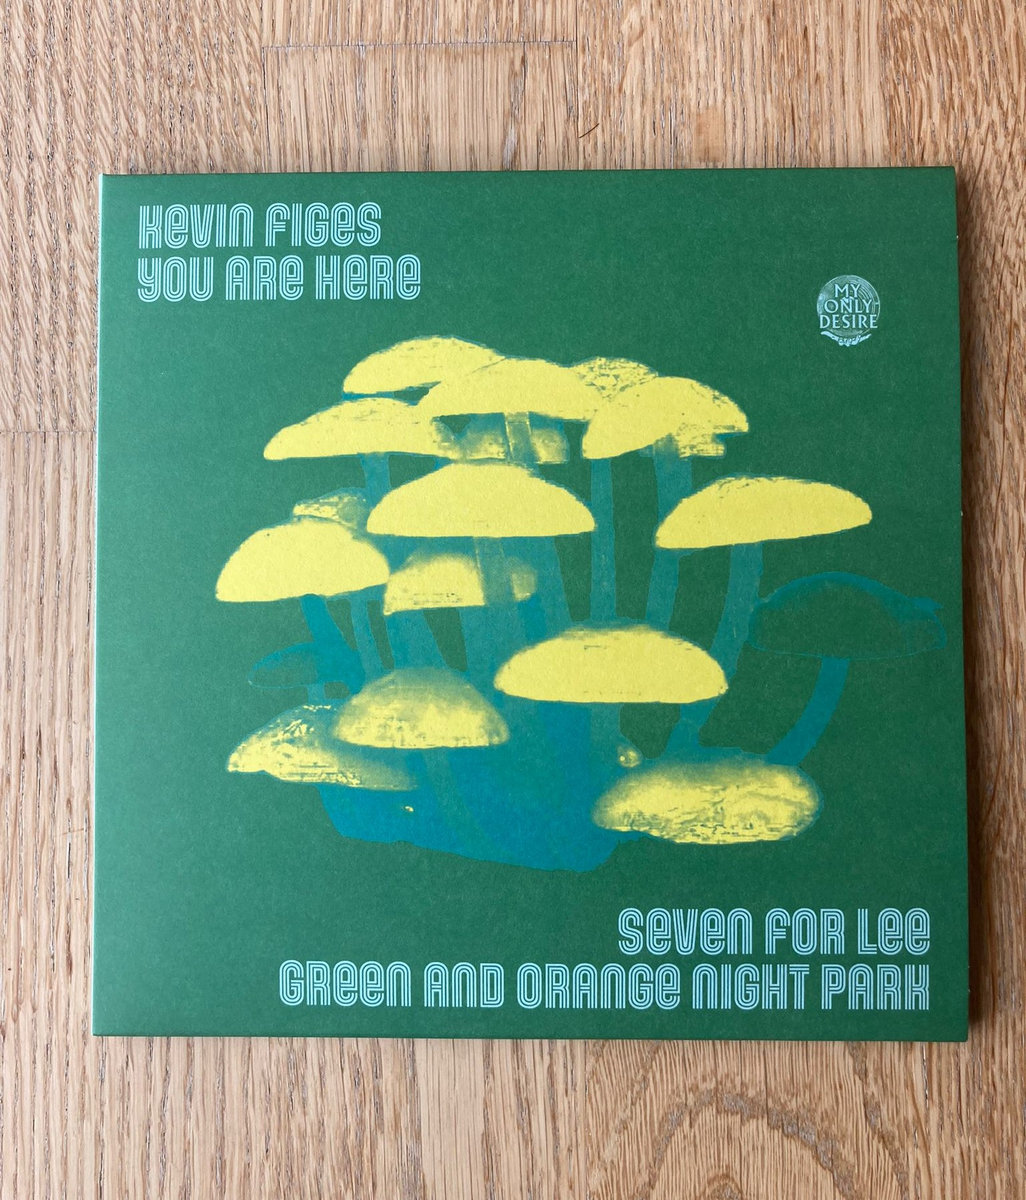 KEVIN FIGES
YOU ARE HERE
MY
ONLY
DESIRE
SEVEN FOR LEE
GREEN AND ORANGE NIGHT PARK